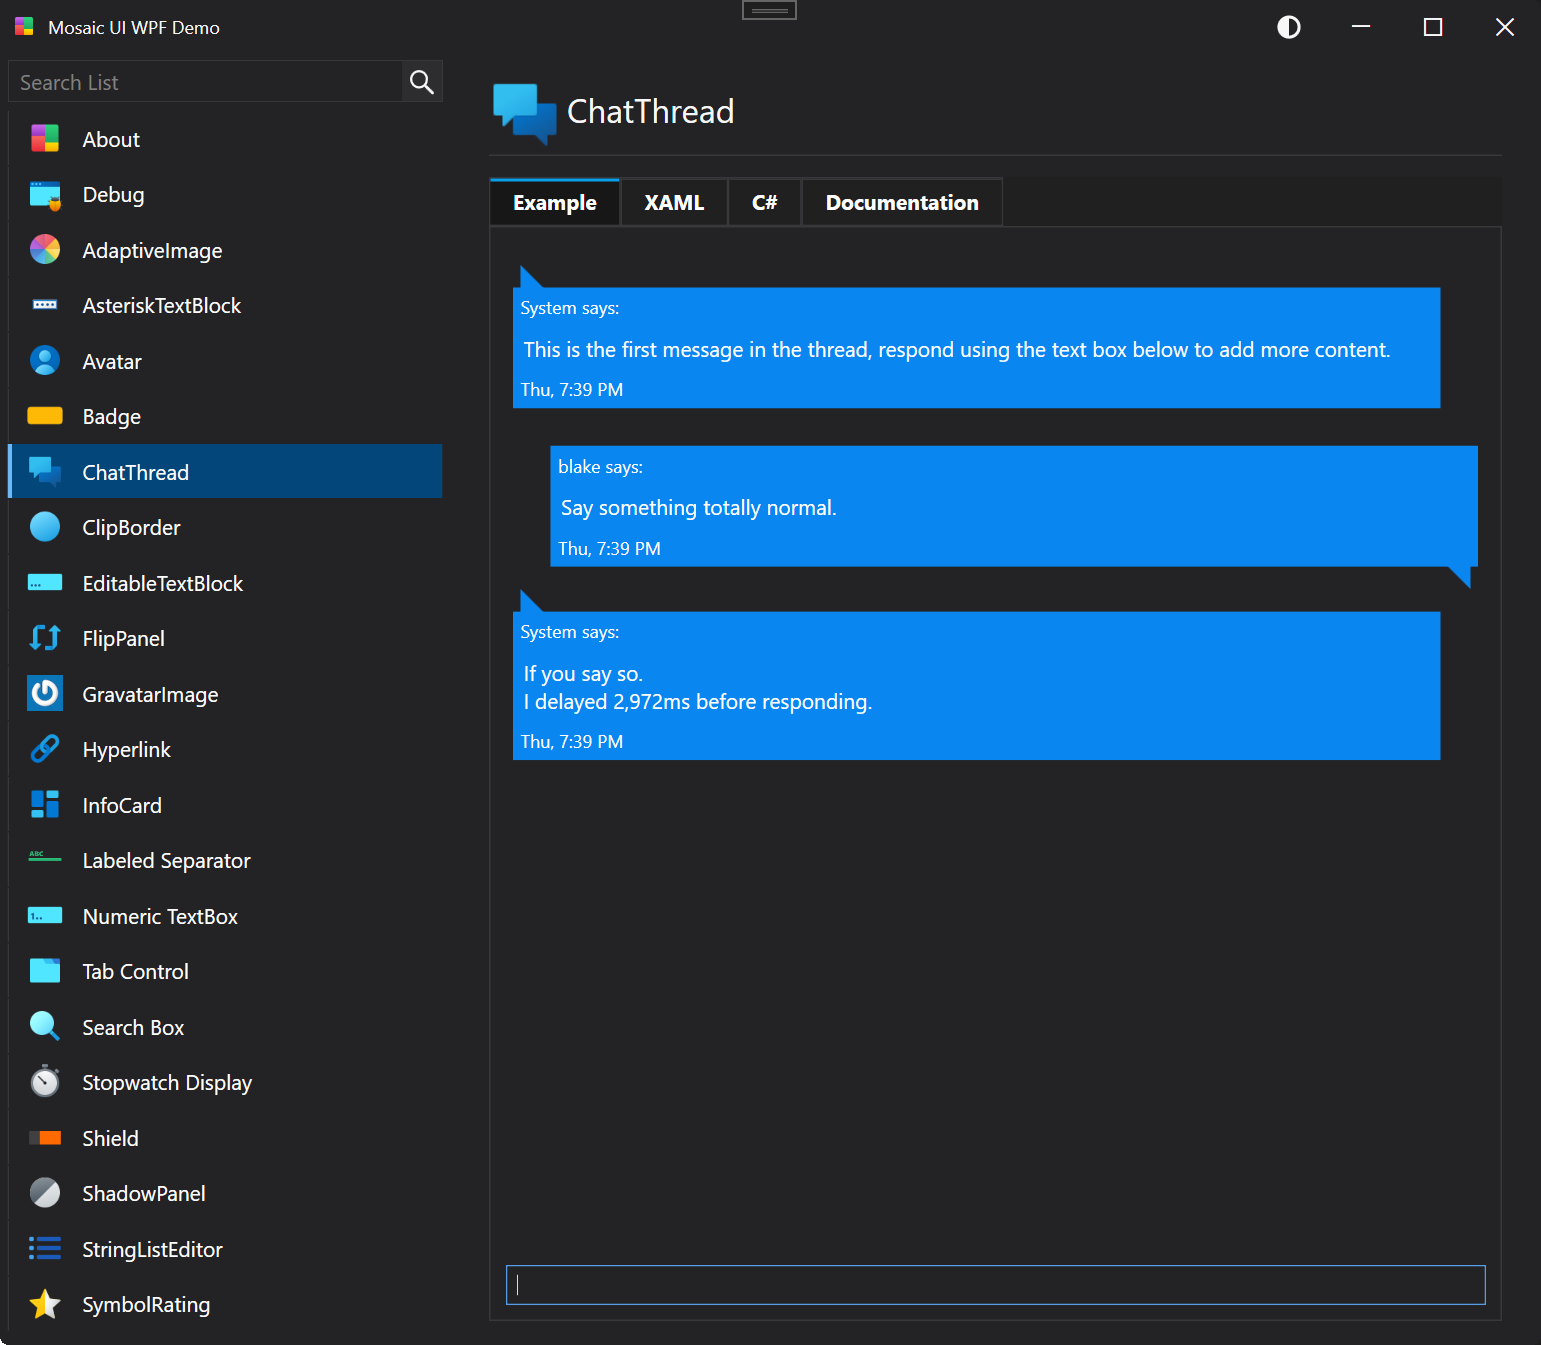 Mosaic UI WPF Demo
Search List
About
Debug
AdaptiveImage
AsteriskTextBlock
Avatar
Badge
ChatThread
ClipBorder
EditableTextBlock
FlipPanel
GravatarImage
Hyperlink
InfoCard
ABC
Labeled Separator
1..
Numeric TextBox
Tab Control
Search Box
Stopwatch Display
Shield
ShadowPanel
StringListEditor
SymbolRating
ChatThread
Example XAML C# Documentation
System says:
This is the first message in the thread, respond using the text box below to add more content.
Thu, 7:39 PM
blake says:
Say something totally normal.
Thu, 7:39 PM
System says:
If you say so.
I delayed 2,972ms before responding.
Thu, 7:39 PM